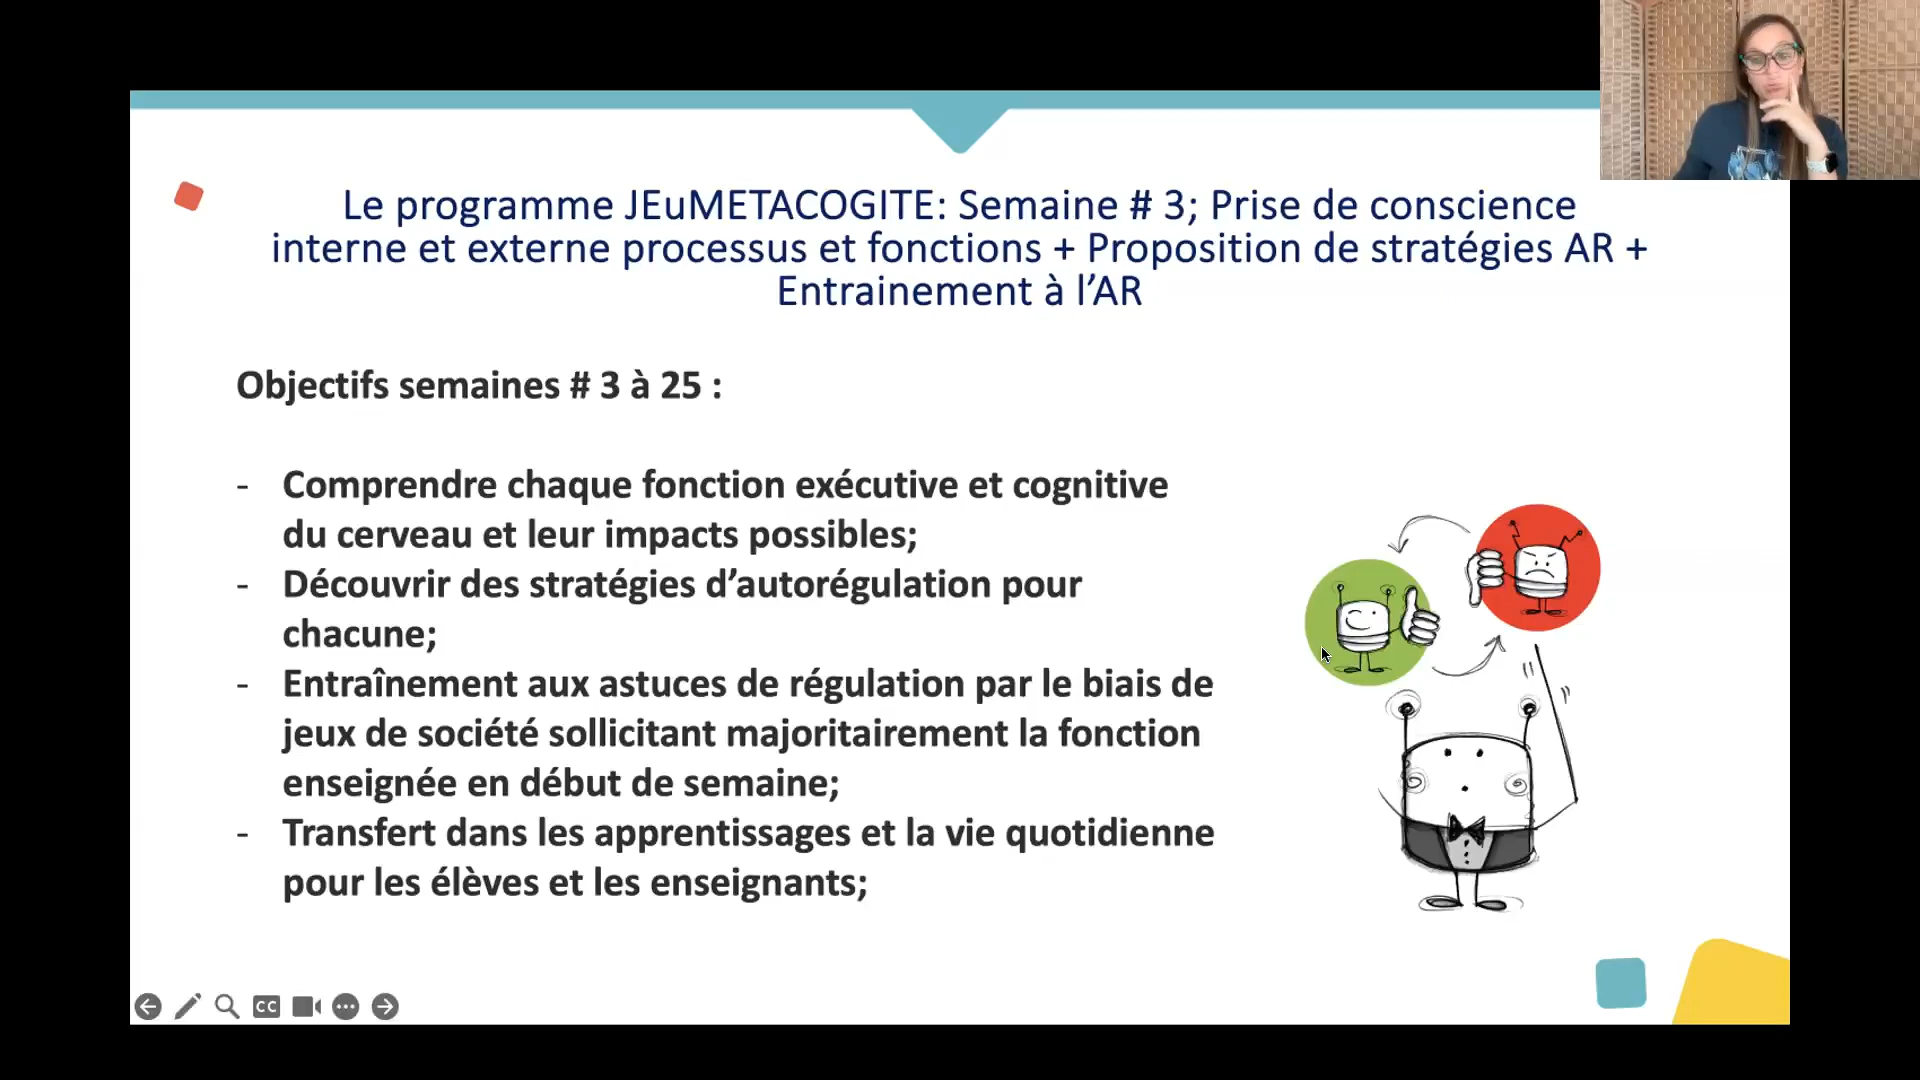 Le programme JEuMETACOGITE: Semaine # 3; Prise de conscience
interne et externe processus et fonctions + Proposition de stratégies AR +
Entrainement à l’AR
Objectifs semaines # 3 à 25 :
- Comprendre chaque fonction exécutive et cognitive
du cerveau et leur impacts possibles;
- Découvrir des stratégies d’autorégulation pour
chacune;
- Entraînement aux astuces de régulation par le biais de
jeux de société sollicitant majoritairement la fonction
enseignée en début de semaine;
- Transfert dans les apprentissages et la vie quotidienne
pour les élèves et les enseignants;
CC